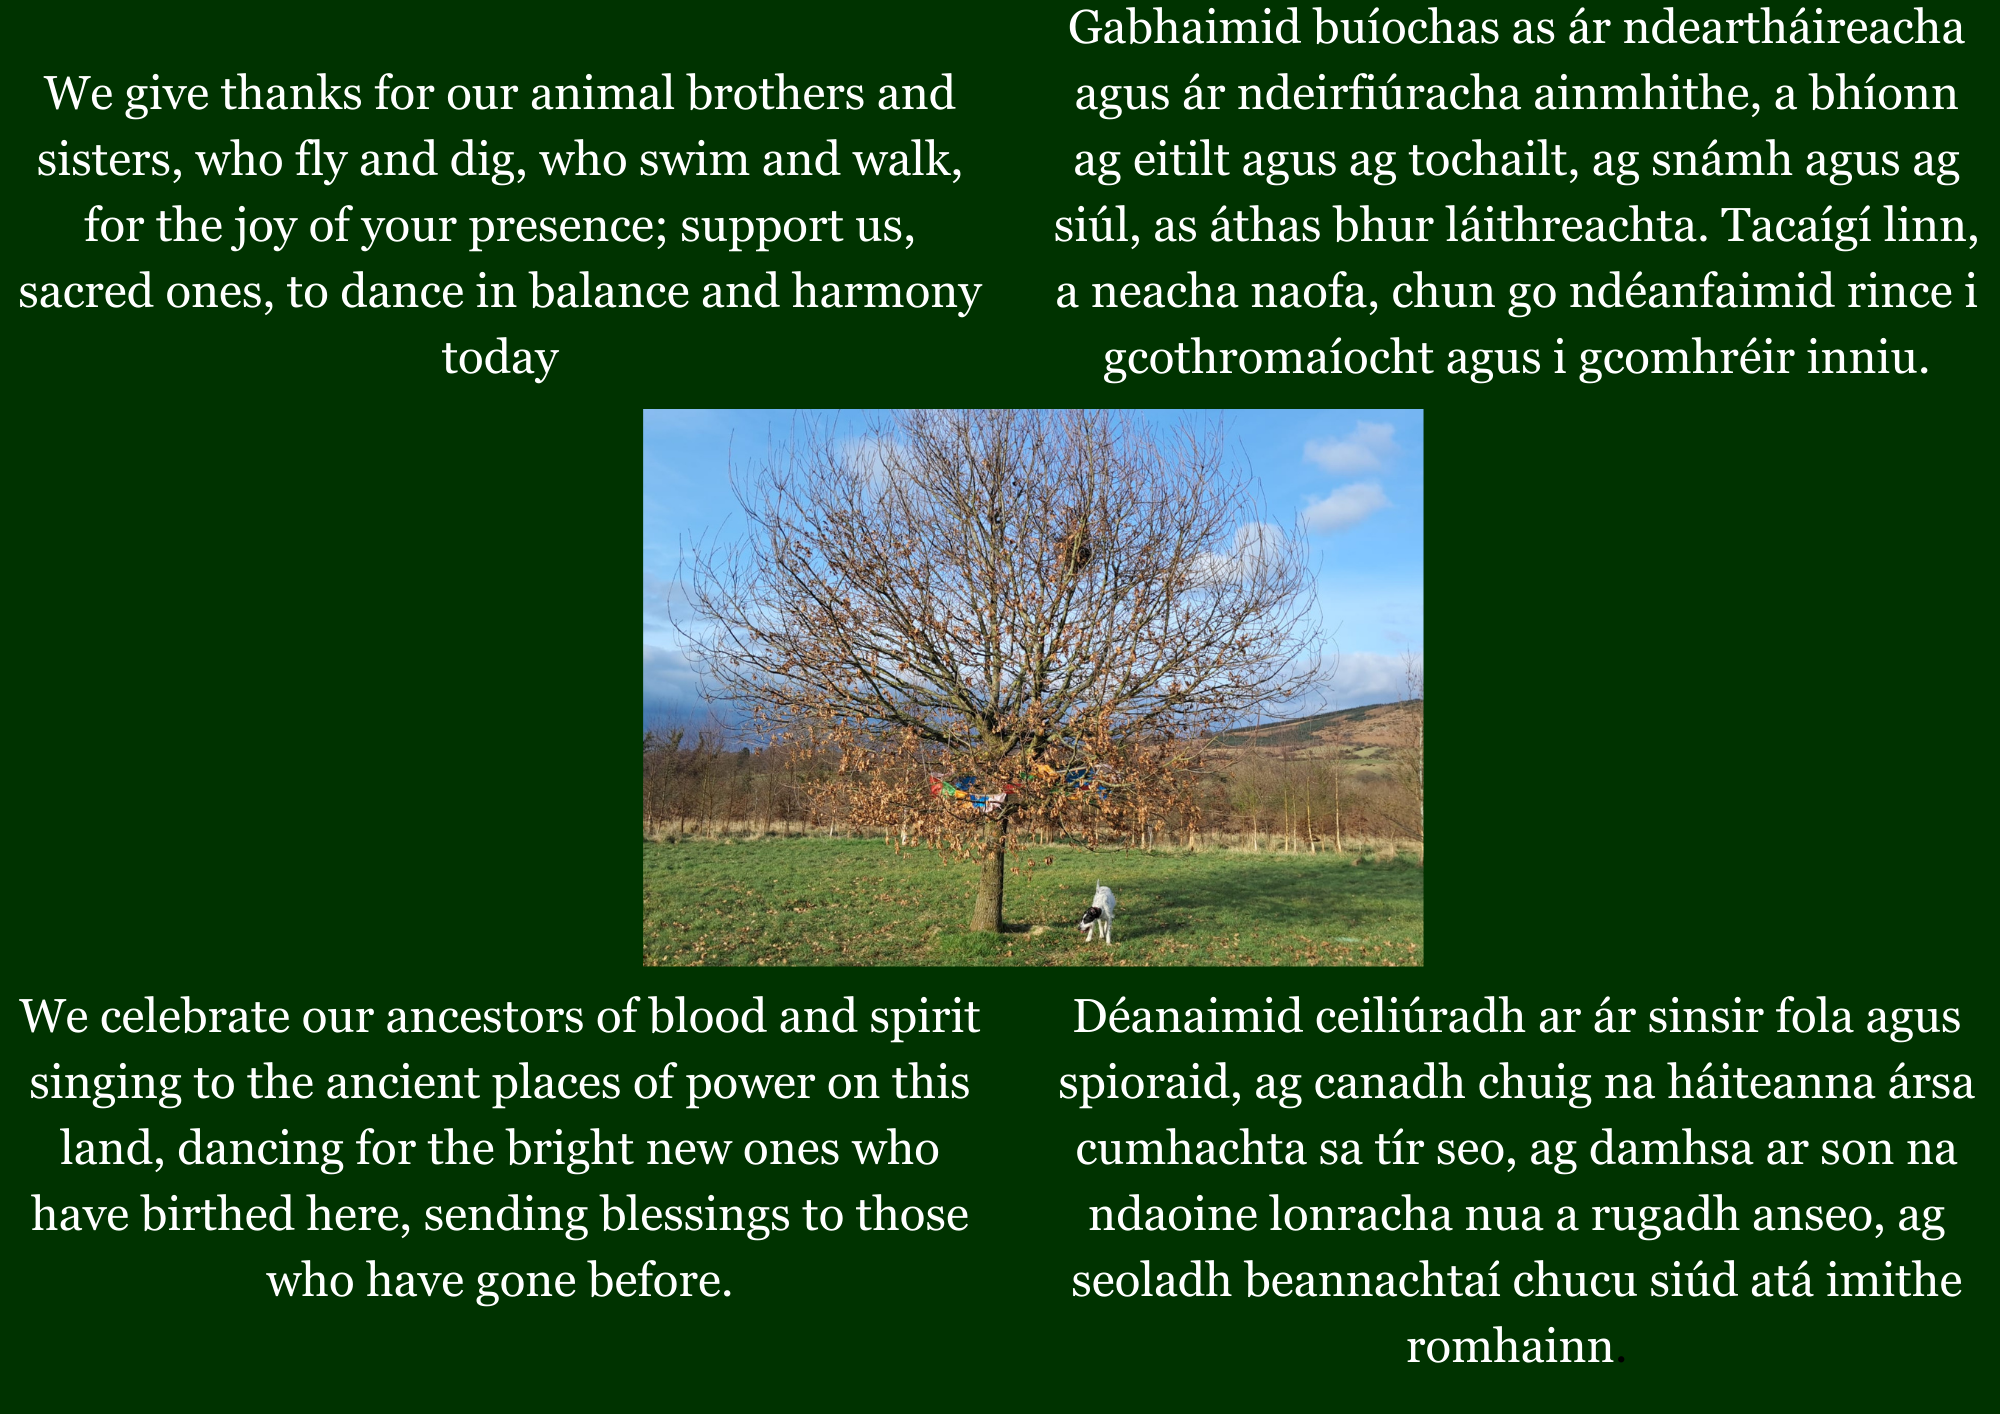 We give thanks for our animal brothers and
sisters, who fly and dig, who swim and walk,
for the joy of your presence; support us,
sacred ones, to dance in balance and harmony
today
Gabhaimid buíochas as ár ndeartháireacha
agus ár ndeirfiúracha ainmhithe, a bhíonn
ag eitilt agus ag tochailt, ag snámh agus ag
siúl, as áthas bhur láithreachta. Tacaígí linn,
a neacha naofa, chun go ndéanfaimid rince i
gcothromaíocht agus i gcomhréir inniu.
We celebrate our ancestors of blood and spirit
singing to the ancient places of power on this
land, dancing for the bright new ones who
have birthed here, sending blessings to those
who have gone before.
Déanaimid ceiliúradh ar ár sinsir fola agus
spioraid, ag canadh chuig na háiteanna ársa
cumhachta sa tír seo, ag damhsa ar son na
ndaoine lonracha nua a rugadh anseo, ag
seoladh beannachtaí chucu siúd atá imithe
romhainn.